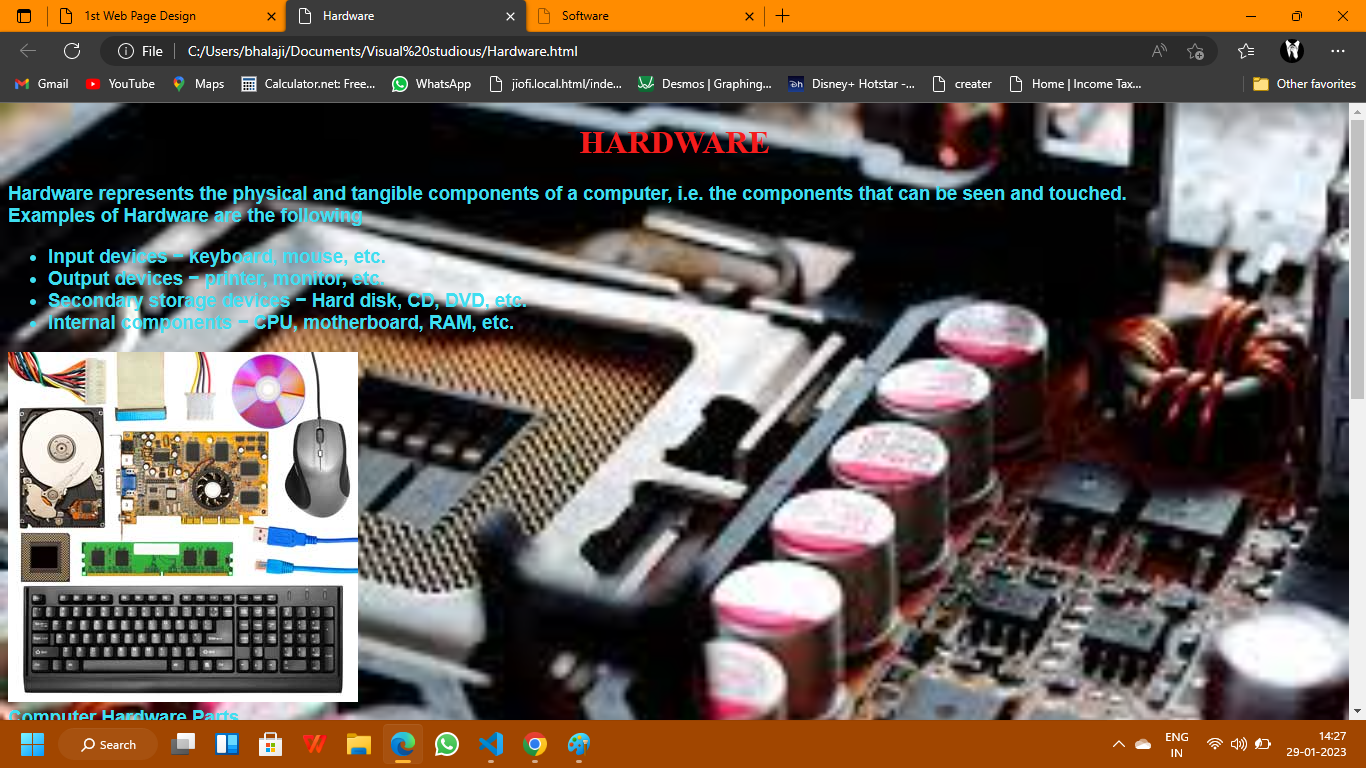 1st Web Page Design
Hardware
Software
File
C:/Users/bhalaji/Documents/Visual%20studious/Hardware.html
Gmail
YouTube
Maps
Calculator.net: Free...
WhatsApp
jiofi.local.html/inde...
Desmos | Graphing...
Disney+ Hotstar -...
creater
Home | Income Tax...
Other favorites
HARDWARE
Hardware represents the physical and tangible components of a computer, i.e. the components that can be seen and touched.
Examples of Hardware are the following
• Input devices − keyboard, mouse, etc.
• Output devices − printer, monitor, etc.
• Secondary storage devices − Hard disk, CD, DVD, etc.
• Internal components − CPU, motherboard, RAM, etc.
Computer Hardware Parts
Search
ENG
IN
14:27
29-01-2023